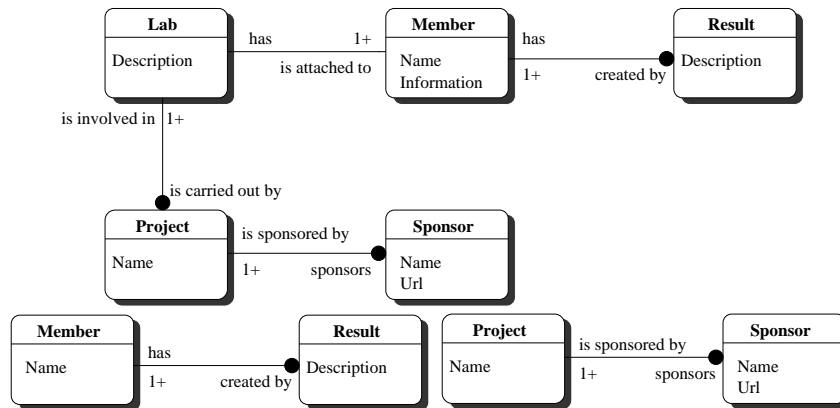 Lab
Member
Result
has
1+
has
Description
Name
Description
is attached to
1+
created by
Information
is involved in
1+
is carried out by
Project
Sponsor
is sponsored by
Name
Name
1+
sponsors
Url
Member
Result
Project
Sponsor
has
is sponsored by
Name
Description
Name
Name
1+
created by
1+
sponsors
Url